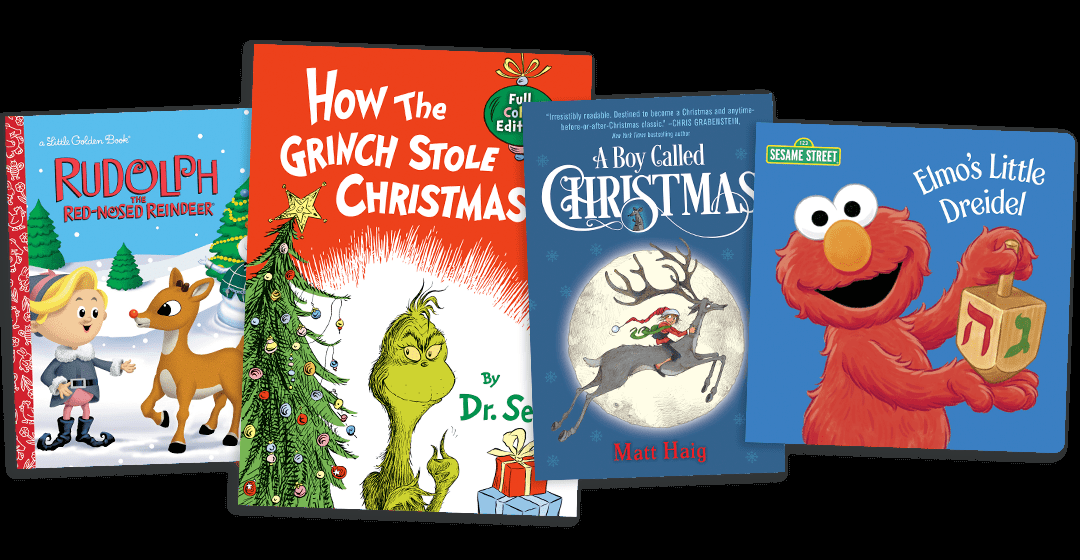 a Little Golden Book®
RUDOLPH
THE
RED-NOSED REINDEER®
Full
Edit
How The
GRINCH STOLE
CHRISTMAS
By
Dr. Se
"Irresistibly readable. Destined to become a Christmas and anytime-
before-or-after-Christmas classic." —CHRIS GRABENSTEIN,
New York Times bestselling author
A Boy Called
CHRISTMAS
Matt Haig
123
SESAME STREET
Elmo's Little
Dreidel
ה
ג